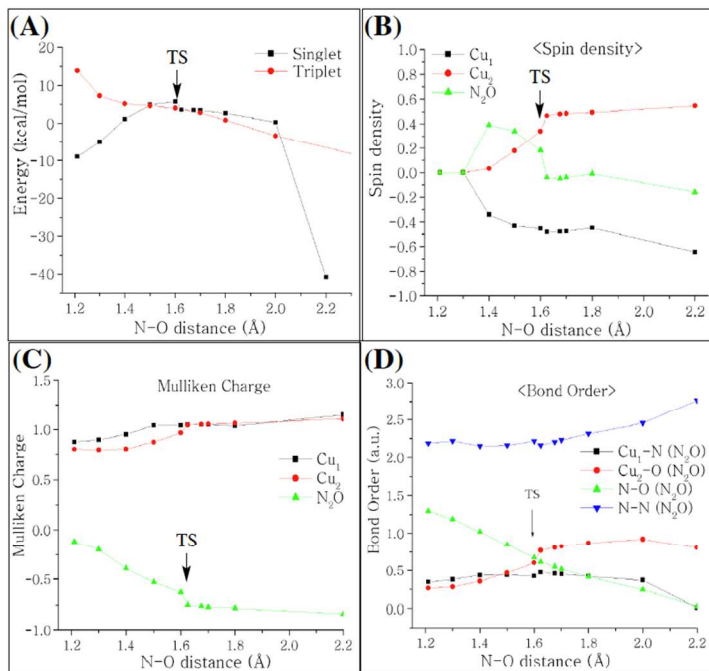 (A)
TS
Singlet
Triplet
20
10
0
-10
-20
-30
-40
Energy (kcal/mol)
1.2 1.4 1.6 1.8 2.0 2.2
N-O distance (Å)
(B)
<Spin density>
Cu1
Cu2
N2O
TS
1.0
0.8
0.6
0.4
0.2
0.0
-0.2
-0.4
-0.6
-0.8
-1.0
Spin density
1.2 1.4 1.6 1.8 2.0 2.2
N-O distance (Å)
(C)
Mulliken Charge
Cu1
Cu2
N2O
TS
1.5
1.0
0.5
0.0
-0.5
-1.0
Mulliken Charge
1.2 1.4 1.6 1.8 2.0 2.2
N-O distance (Å)
(D)
<Bond Order>
Cu1-N (N2O)
Cu2-O (N2O)
N-O (N2O)
N-N (N2O)
TS
3.0
2.5
2.0
1.5
1.0
0.5
0.0
Bond Order (a.u.)
1.2 1.4 1.6 1.8 2.0 2.2
N-O distance (Å)